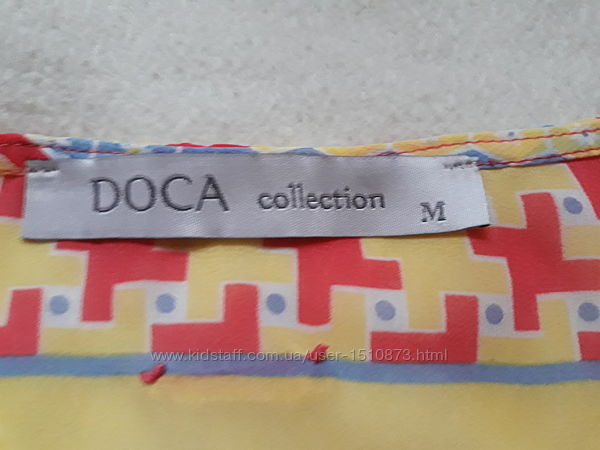 DOCA collection M
www.kidstaff.com.ua/user-1510873.html